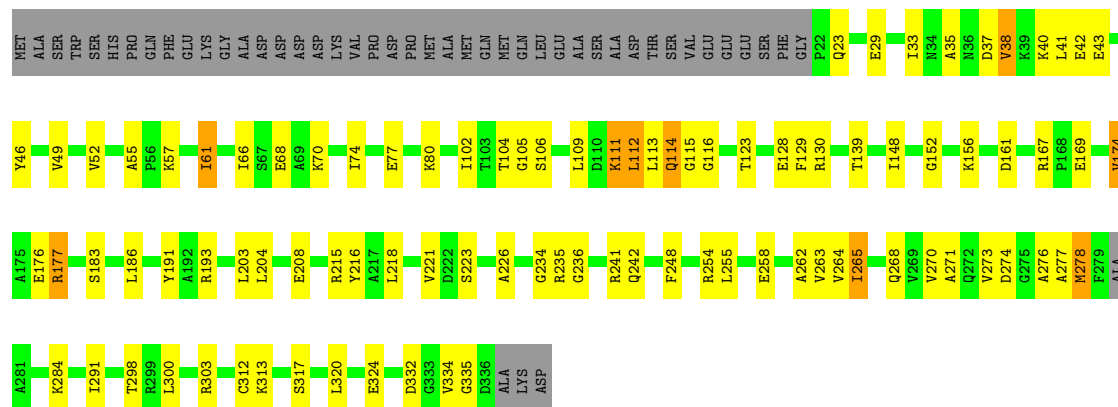 MET ALA SER TRP SER HIS PRO GLN PHE GLU LYS GLY ALA ASP ASP ASP ASP LYS VAL PRO ASP PRO MET ALA MET GLN MET GLN LEU GLU ALA SER ALA ASP THR SER VAL GLU GLU GLU SER PHE GLY P22 Q23 E29 I33 N34 A35 N36 D37 V38 K39 K40 L41 E42 E43
Y46 V49 V52 A55 P56 K57 I61 I66 S67 E68 A69 K70 I74 E77 K80 I102 T103 T104 G105 S106 L109 D110 K111 L112 L113 Q114 G115 G116 T123 E128 F129 R130 T139 I148 G152 K156 D161 R167 P168 E169 V174
A175 E176 R177 S183 L186 Y191 A192 R193 L203 L204 E208 R215 Y216 A217 L218 V221 D222 S223 A226 G234 R235 G236 R241 Q242 F248 R254 L255 E258 A262 V263 V264 I265 Q268 V269 V270 A271 Q272 V273 D274 G275 A276 A277 M278 F279 ALA
A281 K284 I291 T298 R299 L300 R303 C312 K313 S317 L320 E324 D332 G333 V334 G335 D336 ALA LYS ASP